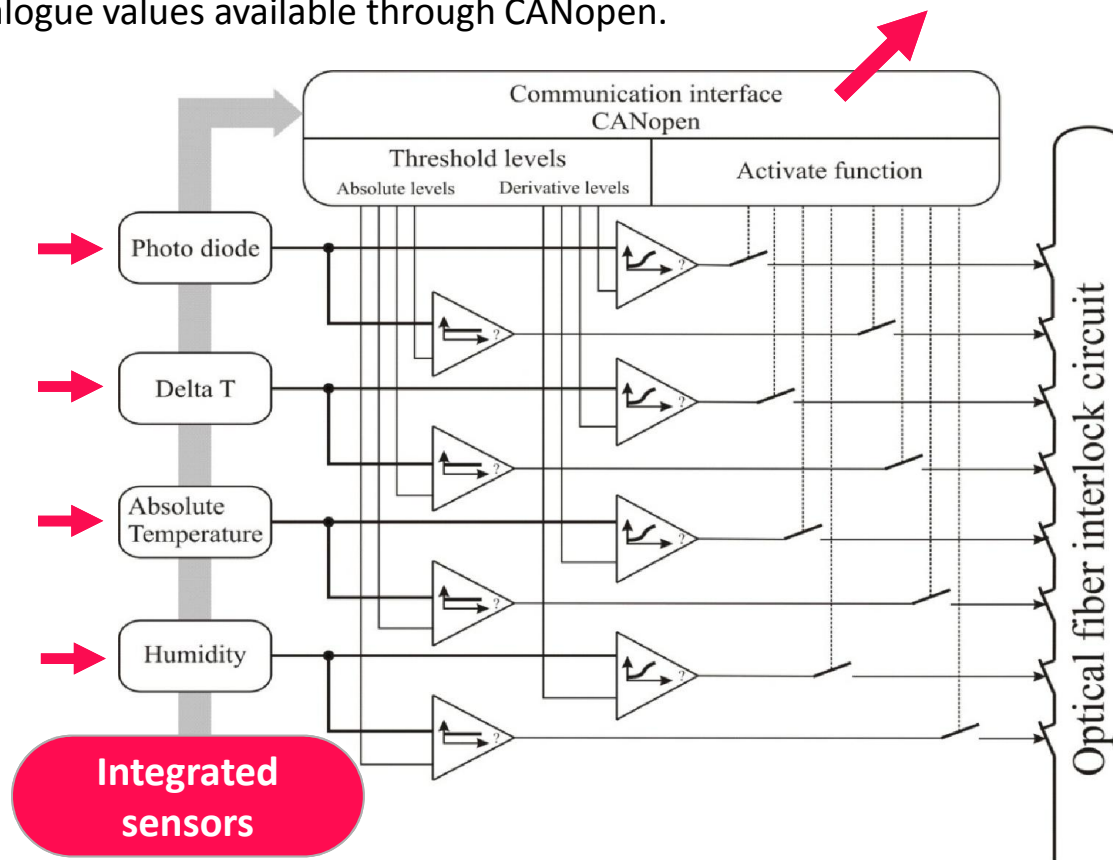 alogue values available through CANopen.
Communication interface
CANopen
Threshold levels
Absolute levels Derivative levels
Activate function
Photo diode
?
?
Delta T
?
?
Absolute
Temperature
?
?
Humidity
?
?
Integrated
sensors
Optical fiber interlock circuit